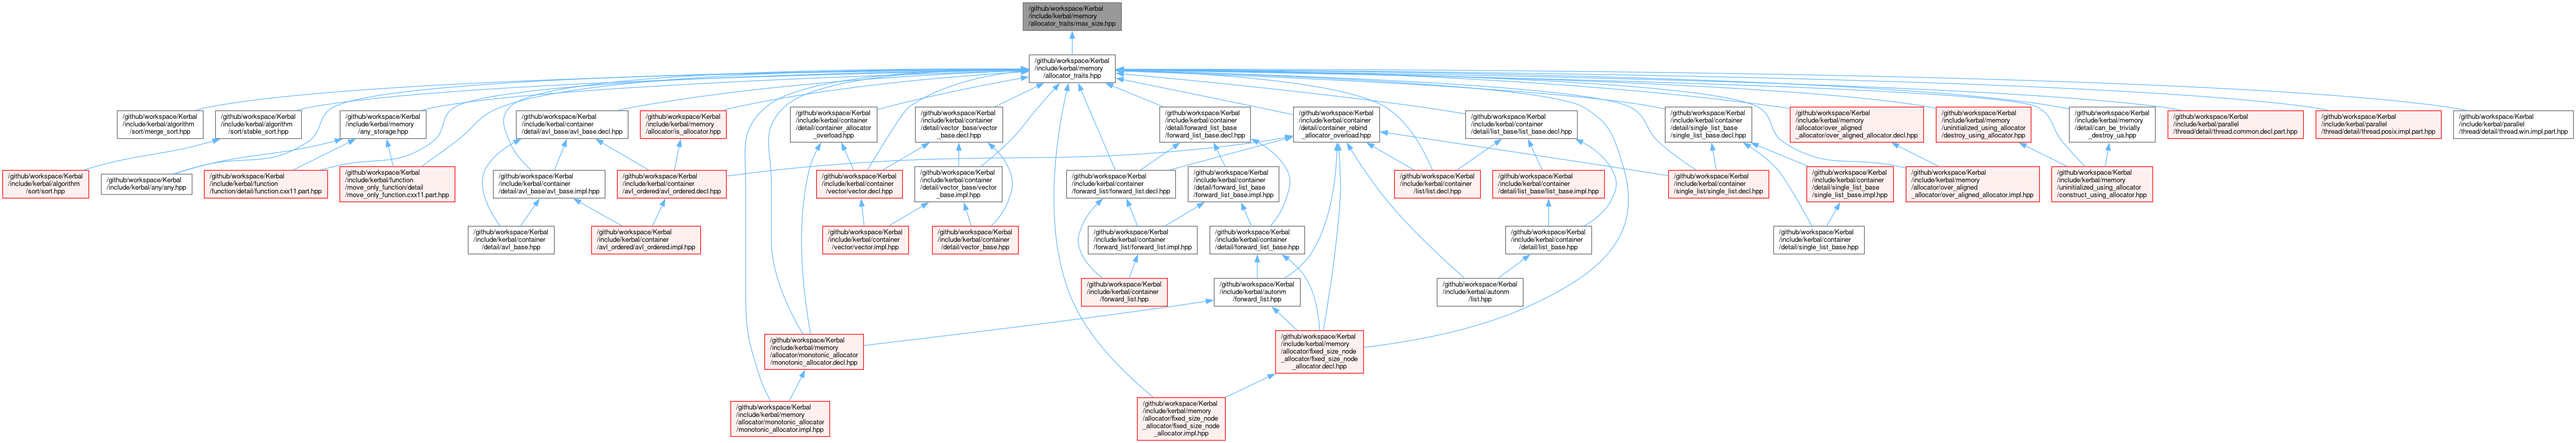 /github/workspace/Kerbal
/include/kerbal/memory
/allocator_traits/max_size.hpp
/github/workspace/Kerbal
/include/kerbal/memory
/allocator_traits.hpp
/github/workspace/Kerbal
/include/kerbal/algorithm
/sort/merge_sort.hpp
/github/workspace/Kerbal
/include/kerbal/algorithm
/sort/stable_sort.hpp
/github/workspace/Kerbal
/include/kerbal/memory
/any_storage.hpp
/github/workspace/Kerbal
/include/kerbal/container
/detail/avl_base/avl_base.decl.hpp
/github/workspace/Kerbal
/include/kerbal/memory
/allocator/is_allocator.hpp
/github/workspace/Kerbal
/include/kerbal/container
/detail/container_allocator
_overload.hpp
/github/workspace/Kerbal
/include/kerbal/container
/detail/vector_base/vector
_base.decl.hpp
/github/workspace/Kerbal
/include/kerbal/container
/detail/forward_list_base
/forward_list_base.decl.hpp
/github/workspace/Kerbal
/include/kerbal/container
/detail/container_rebind
_allocator_overload.hpp
/github/workspace/Kerbal
/include/kerbal/container
/detail/list_base/list_base.decl.hpp
/github/workspace/Kerbal
/include/kerbal/container
/detail/single_list_base
/single_list_base.decl.hpp
/github/workspace/Kerbal
/include/kerbal/memory
/allocator/over_aligned
_allocator/over_aligned_allocator.decl.hpp
/github/workspace/Kerbal
/include/kerbal/memory
/uninitialized_using_allocator
/destroy_using_allocator.hpp
/github/workspace/Kerbal
/include/kerbal/memory
/detail/can_be_trivially
_destroy_ua.hpp
/github/workspace/Kerbal
/include/kerbal/parallel
/thread/detail/thread.common.decl.part.hpp
/github/workspace/Kerbal
/include/kerbal/parallel
/thread/detail/thread.posix.impl.part.hpp
/github/workspace/Kerbal
/include/kerbal/parallel
/thread/detail/thread.win.impl.part.hpp
/github/workspace/Kerbal
/include/kerbal/algorithm
/sort/sort.hpp
/github/workspace/Kerbal
/include/kerbal/any/any.hpp
/github/workspace/Kerbal
/include/kerbal/function
/function/detail/function.cxx11.part.hpp
/github/workspace/Kerbal
/include/kerbal/function
/move_only_function/detail
/move_only_function.cxx11.part.hpp
/github/workspace/Kerbal
/include/kerbal/container
/detail/avl_base/avl_base.impl.hpp
/github/workspace/Kerbal
/include/kerbal/container
/avl_ordered/avl_ordered.decl.hpp
/github/workspace/Kerbal
/include/kerbal/container
/vector/vector.decl.hpp
/github/workspace/Kerbal
/include/kerbal/container
/detail/vector_base/vector
_base.impl.hpp
/github/workspace/Kerbal
/include/kerbal/container
/forward_list/forward_list.decl.hpp
/github/workspace/Kerbal
/include/kerbal/container
/detail/forward_list_base
/forward_list_base.impl.hpp
/github/workspace/Kerbal
/include/kerbal/container
/list/list.decl.hpp
/github/workspace/Kerbal
/include/kerbal/container
/detail/list_base/list_base.impl.hpp
/github/workspace/Kerbal
/include/kerbal/container
/single_list/single_list.decl.hpp
/github/workspace/Kerbal
/include/kerbal/container
/detail/single_list_base
/single_list_base.impl.hpp
/github/workspace/Kerbal
/include/kerbal/memory
/allocator/over_aligned
_allocator/over_aligned_allocator.impl.hpp
/github/workspace/Kerbal
/include/kerbal/memory
/uninitialized_using_allocator
/construct_using_allocator.hpp
/github/workspace/Kerbal
/include/kerbal/container
/detail/avl_base.hpp
/github/workspace/Kerbal
/include/kerbal/container
/avl_ordered/avl_ordered.impl.hpp
/github/workspace/Kerbal
/include/kerbal/container
/vector/vector.impl.hpp
/github/workspace/Kerbal
/include/kerbal/container
/detail/vector_base.hpp
/github/workspace/Kerbal
/include/kerbal/container
/forward_list/forward_list.impl.hpp
/github/workspace/Kerbal
/include/kerbal/container
/detail/forward_list_base.hpp
/github/workspace/Kerbal
/include/kerbal/container
/detail/list_base.hpp
/github/workspace/Kerbal
/include/kerbal/container
/detail/single_list_base.hpp
/github/workspace/Kerbal
/include/kerbal/container
/forward_list.hpp
/github/workspace/Kerbal
/include/kerbal/autonm
/forward_list.hpp
/github/workspace/Kerbal
/include/kerbal/autonm
/list.hpp
/github/workspace/Kerbal
/include/kerbal/memory
/allocator/monotonic_allocator
/monotonic_allocator.decl.hpp
/github/workspace/Kerbal
/include/kerbal/memory
/allocator/fixed_size_node
_allocator/fixed_size_node
_allocator.decl.hpp
/github/workspace/Kerbal
/include/kerbal/memory
/allocator/monotonic_allocator
/monotonic_allocator.impl.hpp
/github/workspace/Kerbal
/include/kerbal/memory
/allocator/fixed_size_node
_allocator/fixed_size_node
_allocator.impl.hpp